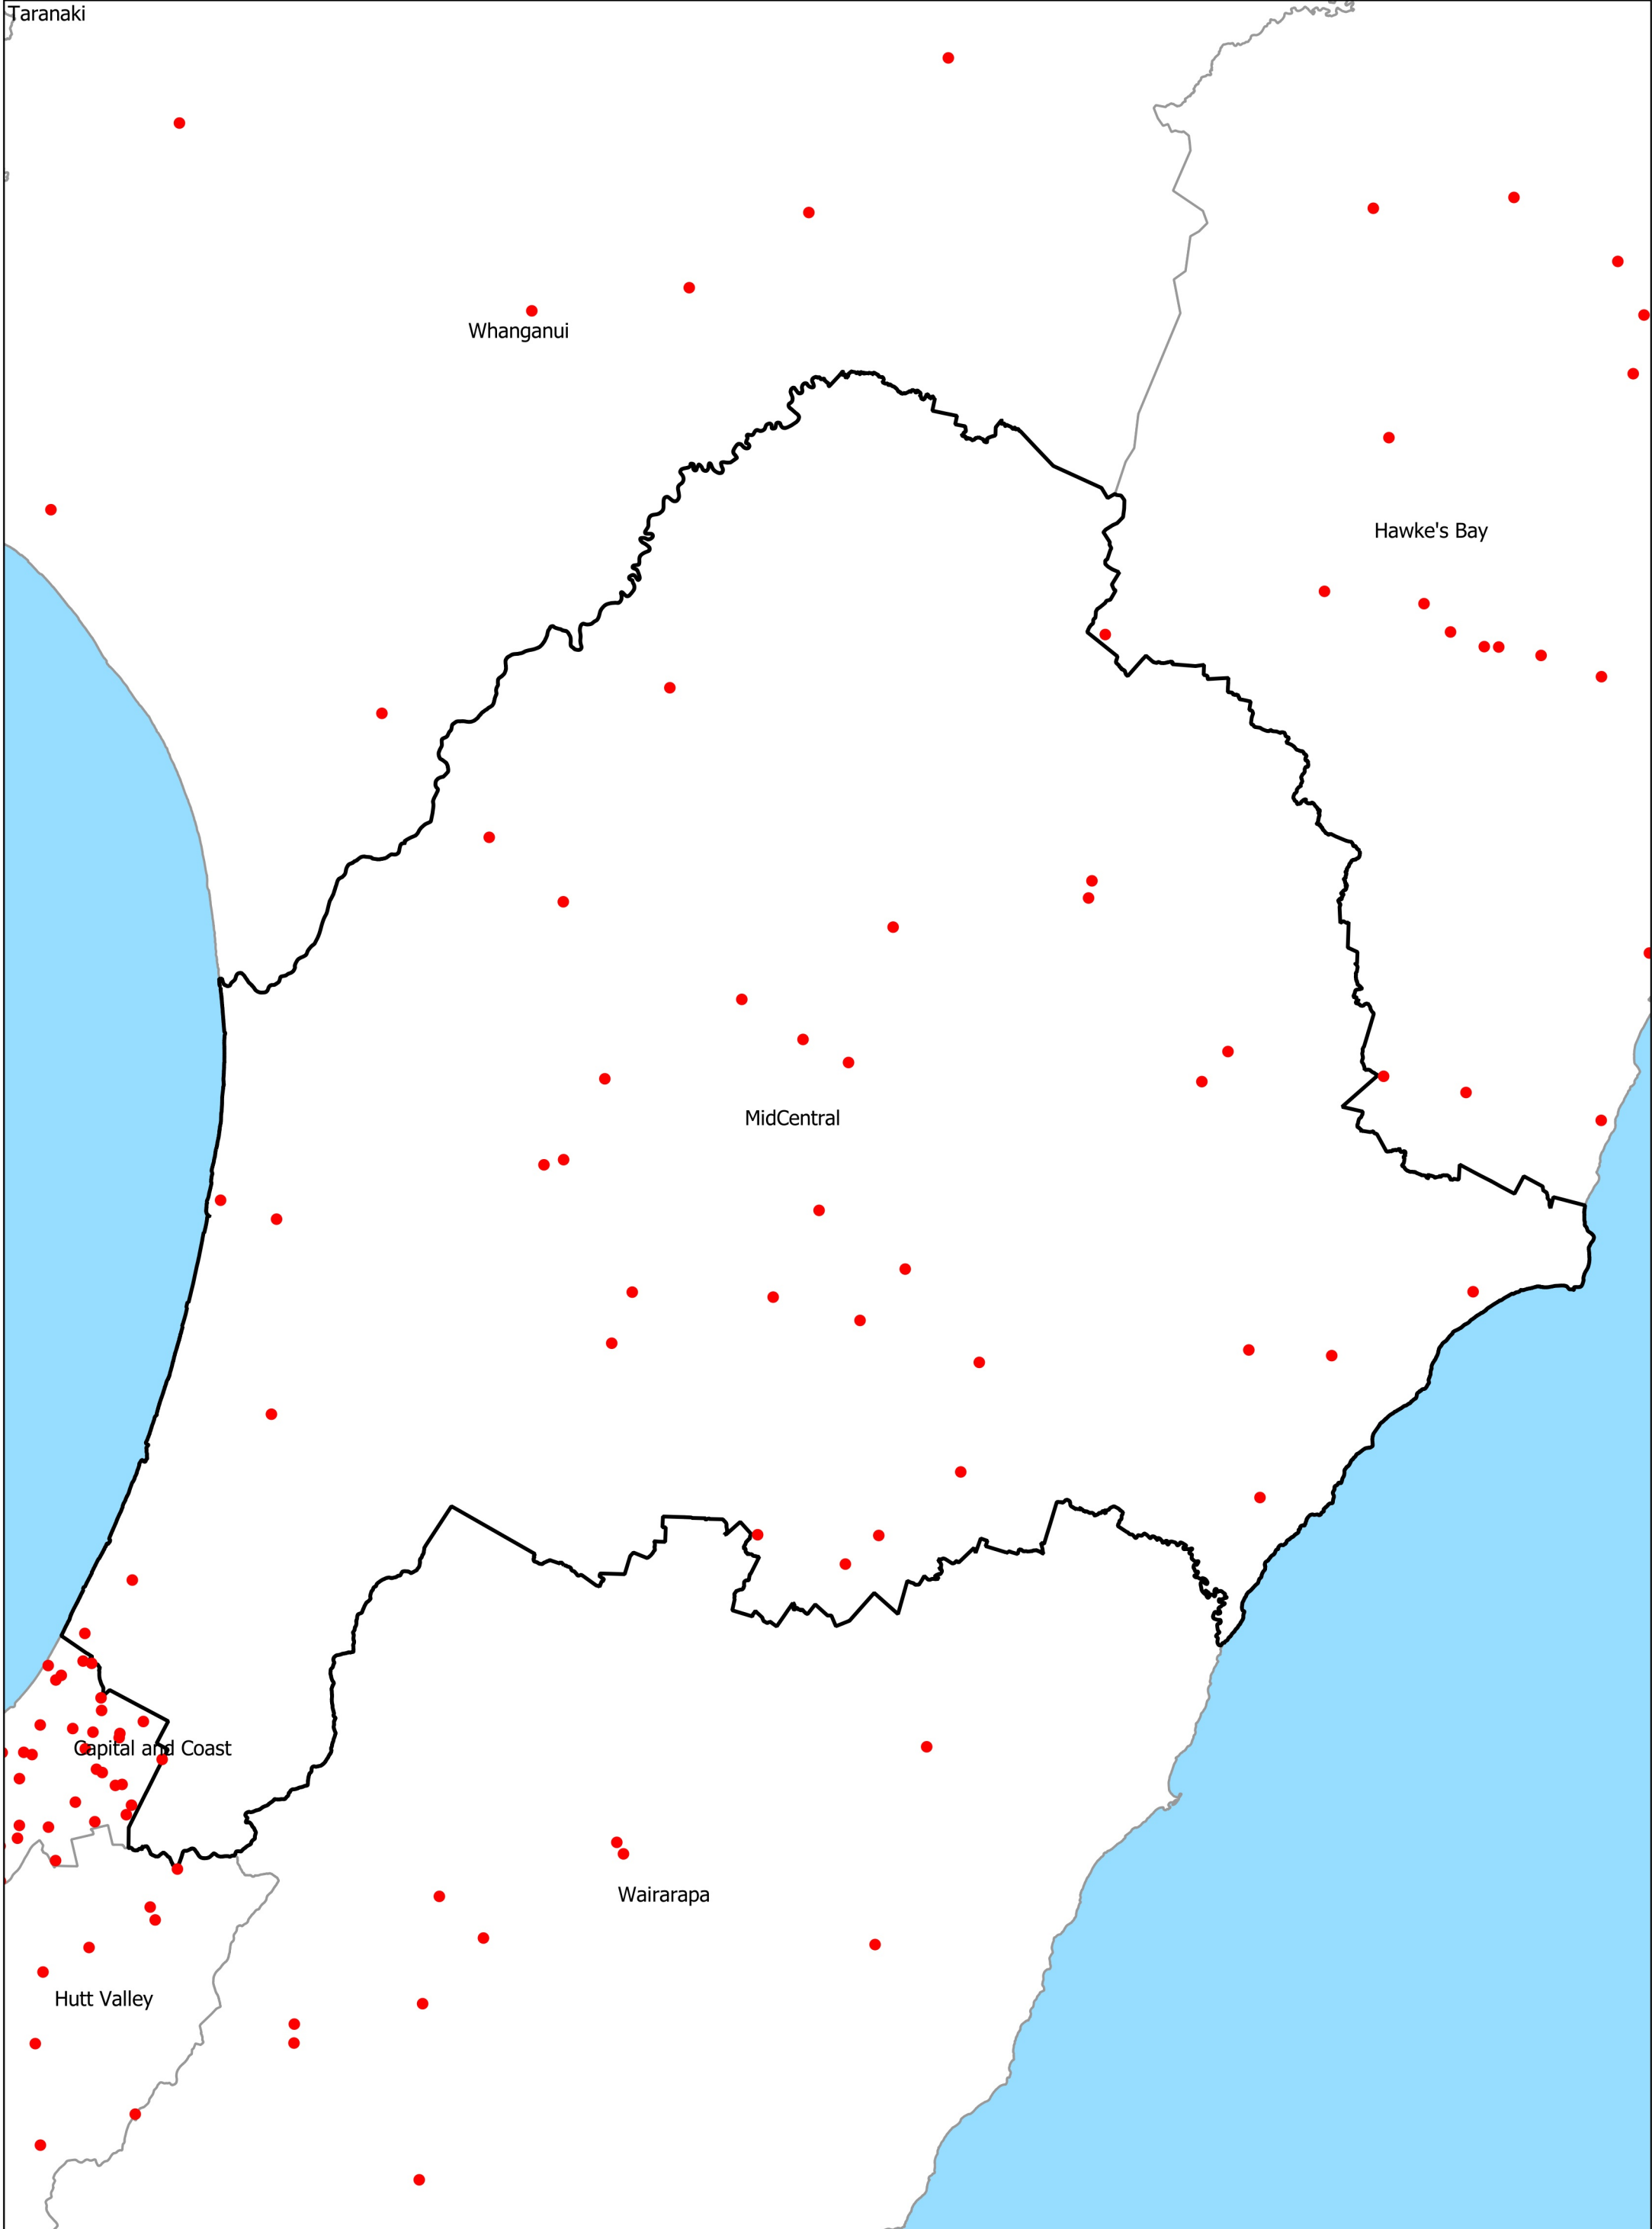 Taranaki
Whanganui
Hawke's Bay
MidCentral
Capital and Coast
Wairarapa
Hutt Valley